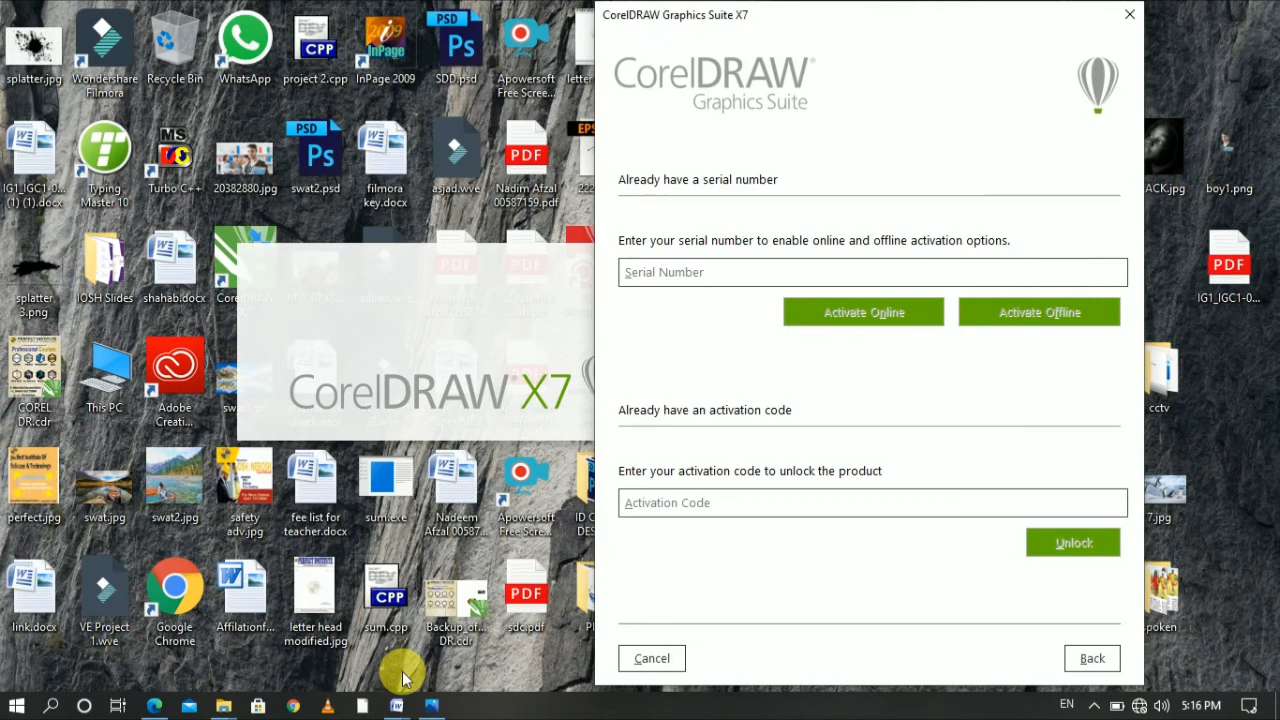 CorelDRAW Graphics Suite X7
CorelDRAW®
Graphics Suite
Already have a serial number
Enter your serial number to enable online and offline activation options.
Serial Number
Activate Online
Activate Offline
Already have an activation code
Enter your activation code to unlock the product
Activation Code
Unlock
Cancel
Back
CorelDRAW X7
splatter.jpg
Wondershare
Filmora
Recycle Bin
WhatsApp
project 2.cpp
InPage 2009
SDD.psd
Apowersoft
Free Scree...
letter
IG1_IGC1-0...
(1) (1).docx
Typing
Master 10
Turbo C++
20382880.jpg
swat2.psd
filmora
key.docx
asjad.wve
Nadim Afzal
00587159.pdf
222
ACK.jpg
boy1.png
splatter
3.png
IOSH Slides
shahab.docx
IG1_IGC1-0...
COREL
DR.cdr
This PC
Adobe
Creati...
cctv
perfect.jpg
swat.jpg
swat2.jpg
safety
adv.jpg
fee list for
teacher.docx
sum.exe
Nadeem
Afzal 00587...
Apowersoft
Free Scree...
ID C
DES
7.jpg
link.docx
VE Project
1.wve
Google
Chrome
Affilationf...
letter head
modified.jpg
sum.cpp
Backup_of_
DR.cdr
sdc.pdf
spoken
EN
5:16 PM